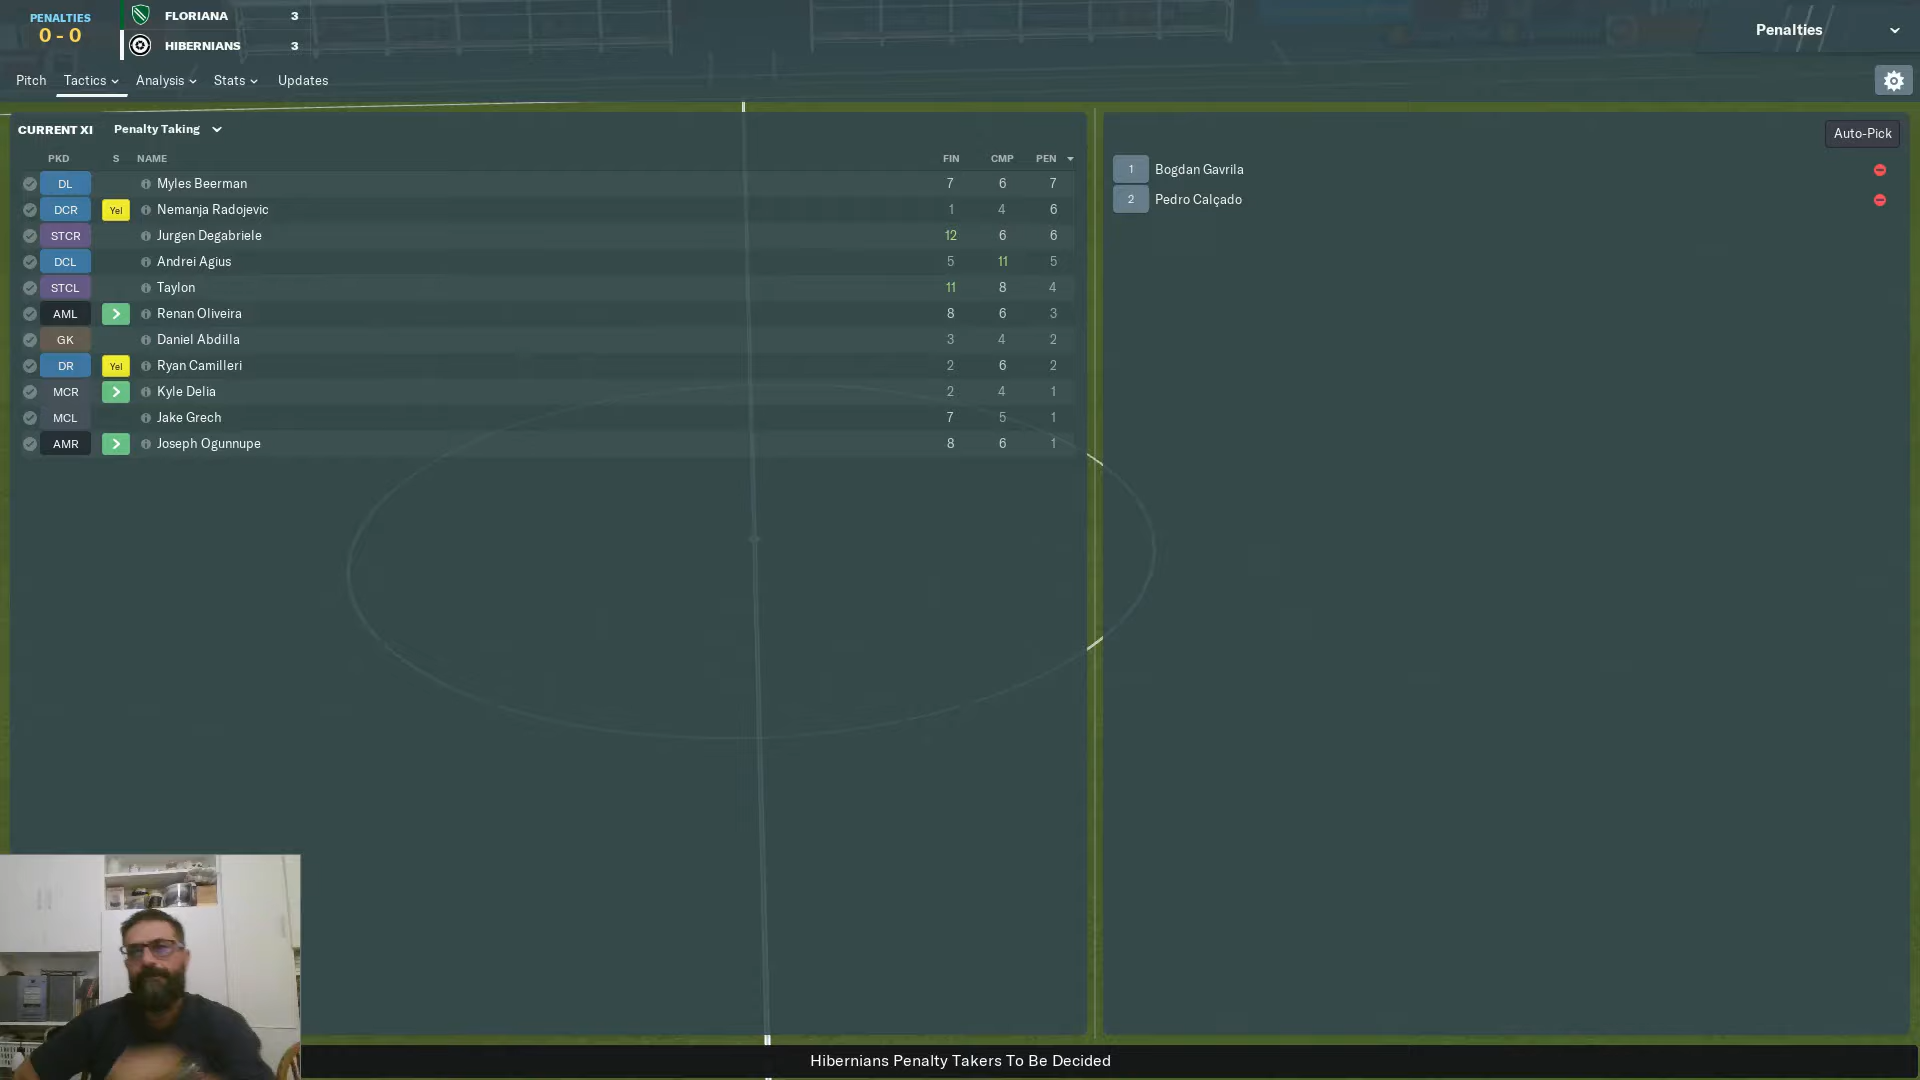 PENALTIES
0 - 0
FLORIANA 3
HIBERNIANS 3
Penalties
Pitch Tactics Analysis Stats Updates
CURRENT XI Penalty Taking
Auto-Pick
PKD S NAME FIN CMP PEN
DL Myles Beerman 7 6 7
DCR Yel Nemanja Radojevic 1 4 6
STCR Jurgen Degabriele 12 6 6
DCL Andrei Agius 5 11 5
STCL Taylon 11 8 4
AML Renan Oliveira 8 6 3
GK Daniel Abdilla 3 4 2
DR Yel Ryan Camilleri 2 6 2
MCR Kyle Delia 2 4 1
MCL Jake Grech 7 5 1
AMR Joseph Ogunnupe 8 6 1
1 Bogdan Gavrila
2 Pedro Calçado
Hibernians Penalty Takers To Be Decided